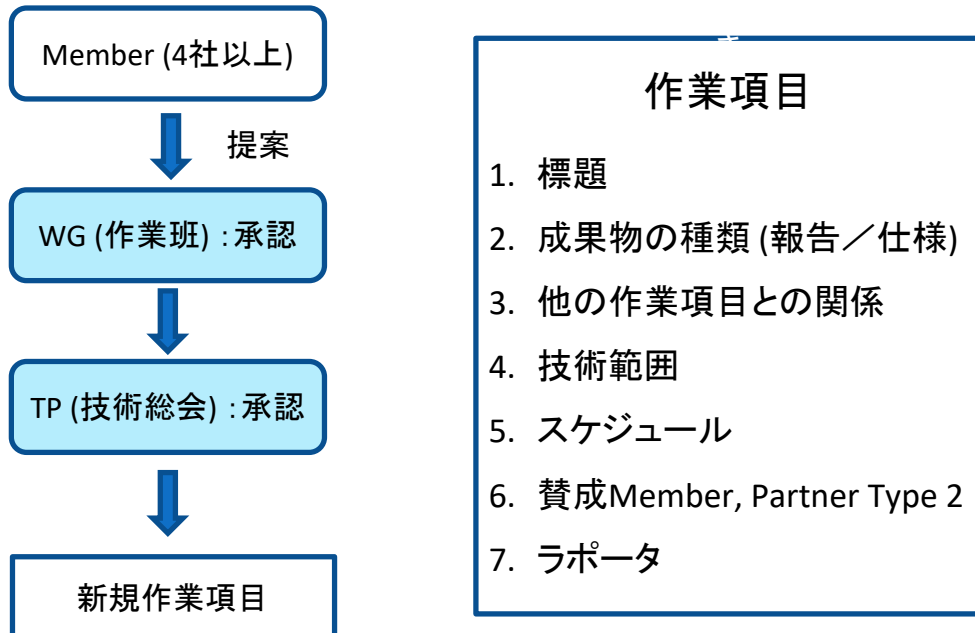 Member (4社以上)
提案
WG (作業班) : 承認
TP (技術総会) : 承認
新規作業項目
作業項目
1. 標題
2. 成果物の種類 (報告／仕様)
3. 他の作業項目との関係
4. 技術範囲
5. スケジュール
6. 賛成Member, Partner Type 2
7. ラポータ